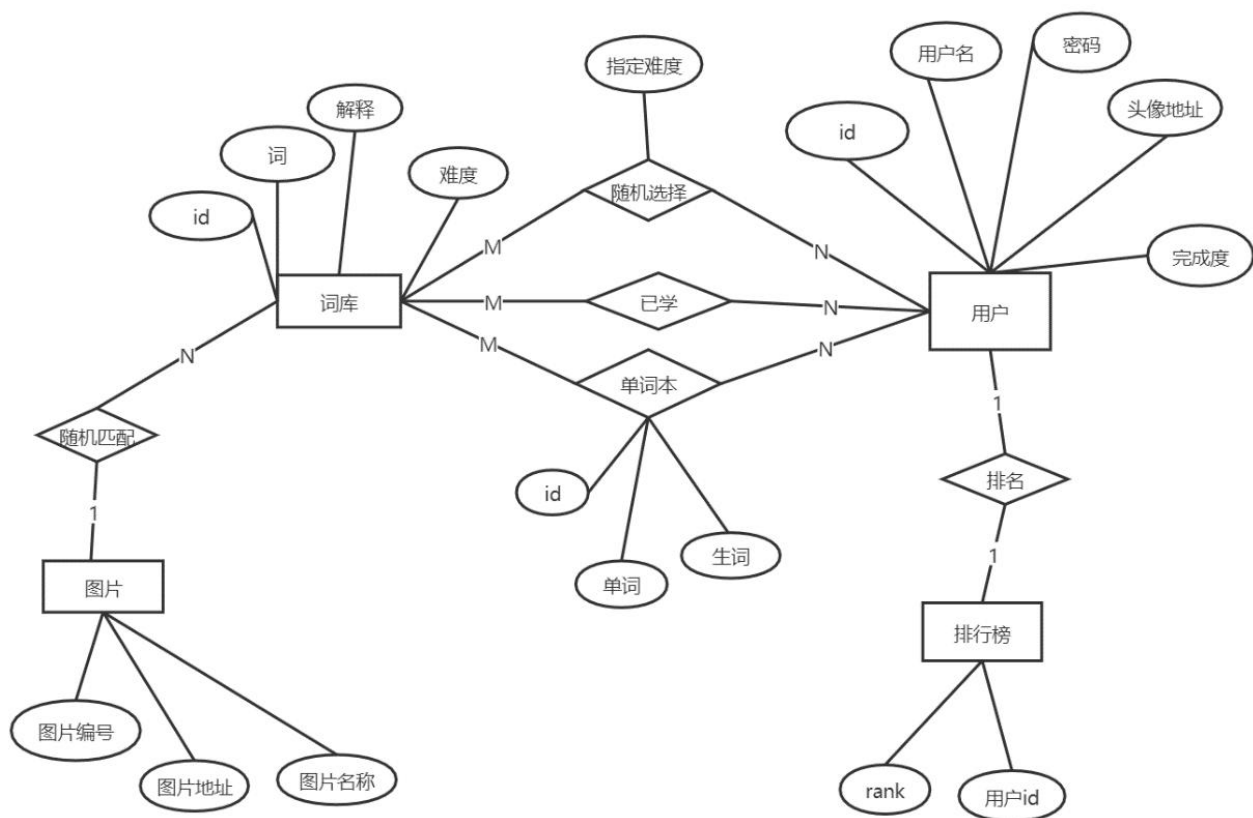 指定难度
用户名
密码
解释
头像地址
id
词
难度
随机选择
id
M
N
完成度
词库
M
已学
N
用户
M
N
N
单词本
1
随机匹配
排名
id
1
生词
1
单词
图片
排行榜
图片编号
图片地址
图片名称
rank
用户id